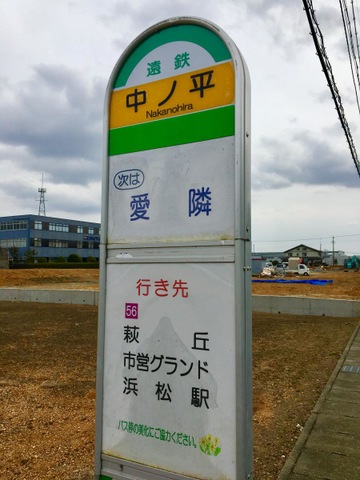 遠鉄
中ノ平
Nakanohira
次は
愛隣
行き先
56
萩丘
市営グランド
浜松駅
バス停の美化にご協力ください。